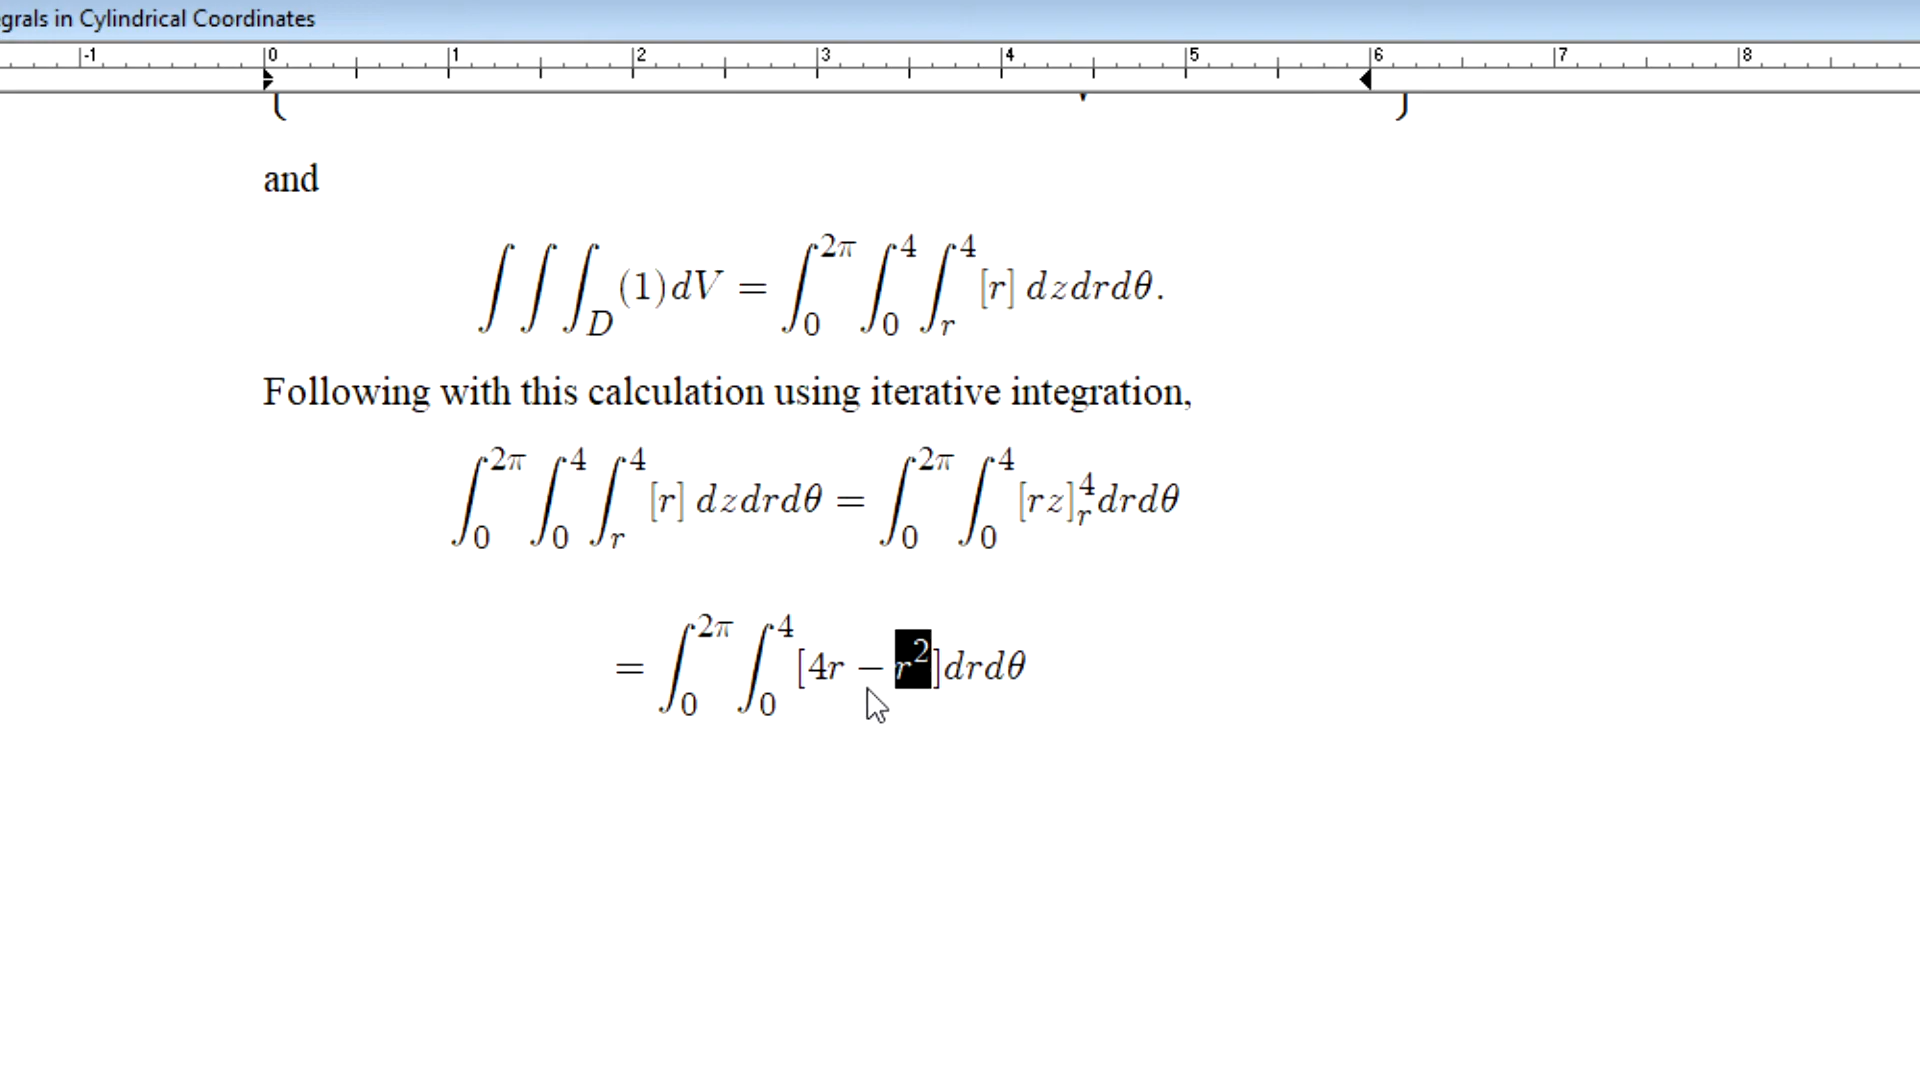 grals in Cylindrical Coordinates
-1 0 1 2 3 4 5 6 7 8
and
∫∫∫_D (1)dV = ∫_0^{2π} ∫_0^4 ∫_r^4 [r] dzdrdθ.
Following with this calculation using iterative integration,
∫_0^{2π} ∫_0^4 ∫_r^4 [r] dzdrdθ = ∫_0^{2π} ∫_0^4 [rz]_r^4 drdθ
= ∫_0^{2π} ∫_0^4 [4r − r^2]drdθ